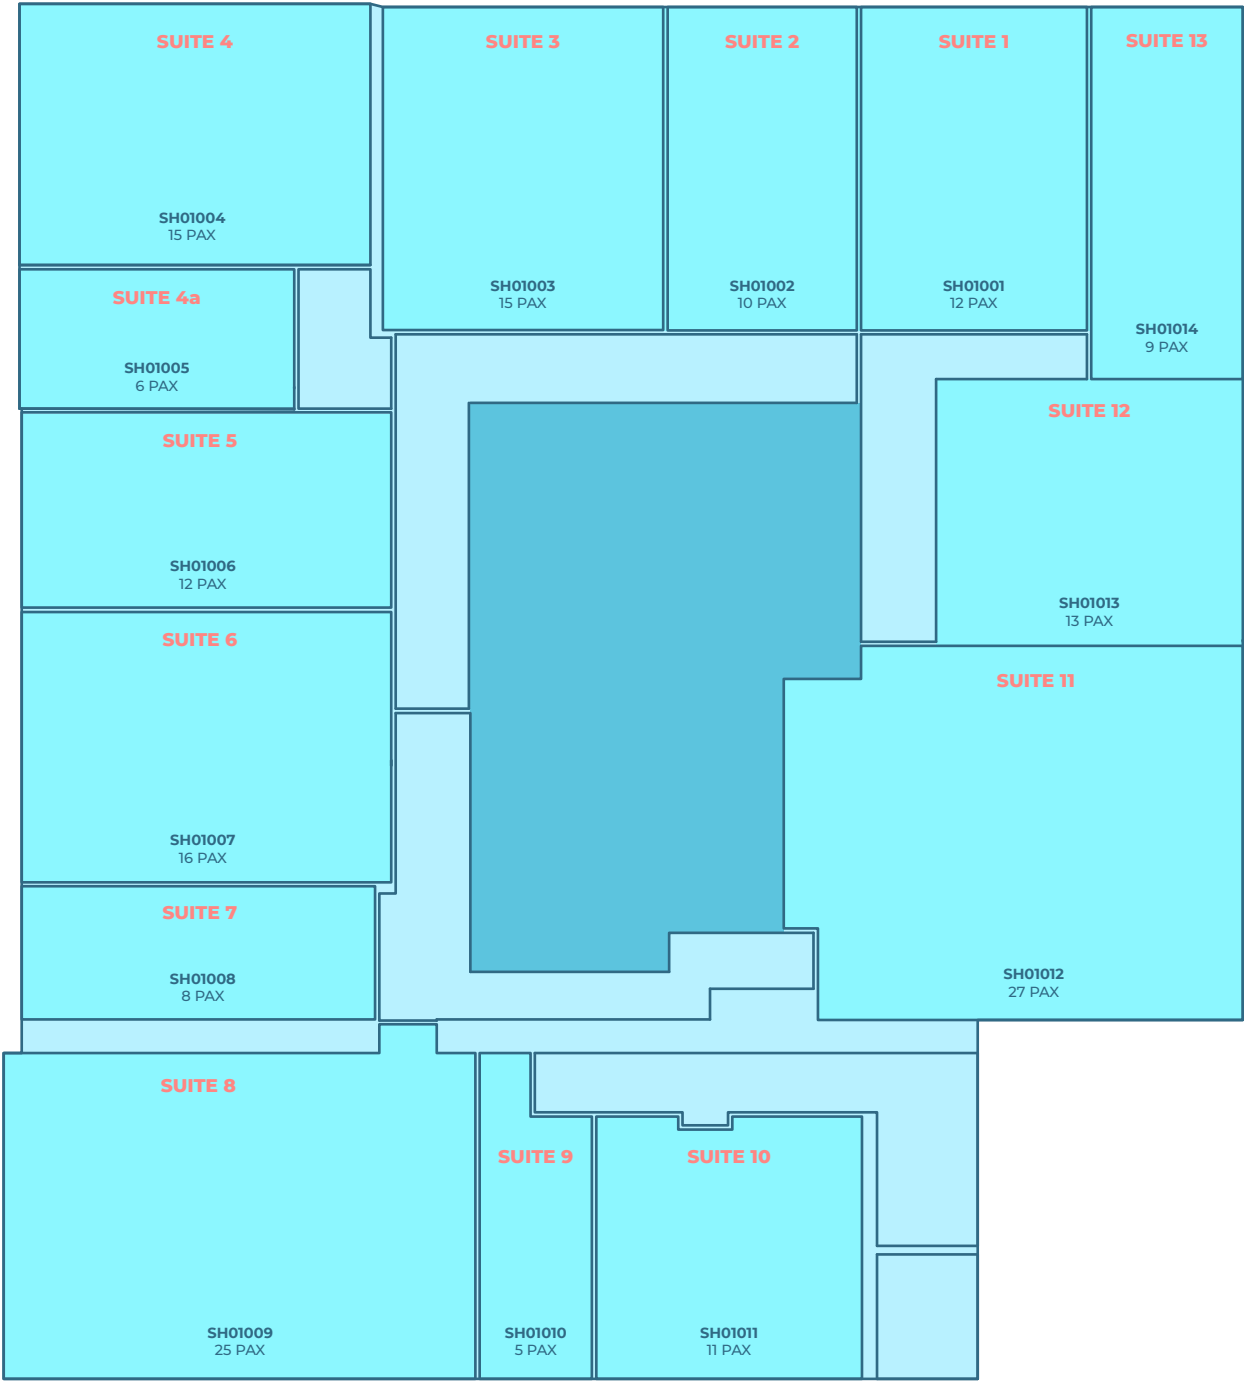 SUITE 4
SH01004
15 PAX
SUITE 3
SH01003
15 PAX
SUITE 2
SH01002
10 PAX
SUITE 1
SH01001
12 PAX
SUITE 13
SH01014
9 PAX
SUITE 4a
SH01005
6 PAX
SUITE 12
SH01013
13 PAX
SUITE 5
SH01006
12 PAX
SUITE 6
SH01007
16 PAX
SUITE 11
SH01012
27 PAX
SUITE 7
SH01008
8 PAX
SUITE 8
SH01009
25 PAX
SUITE 9
SH01010
5 PAX
SUITE 10
SH01011
11 PAX